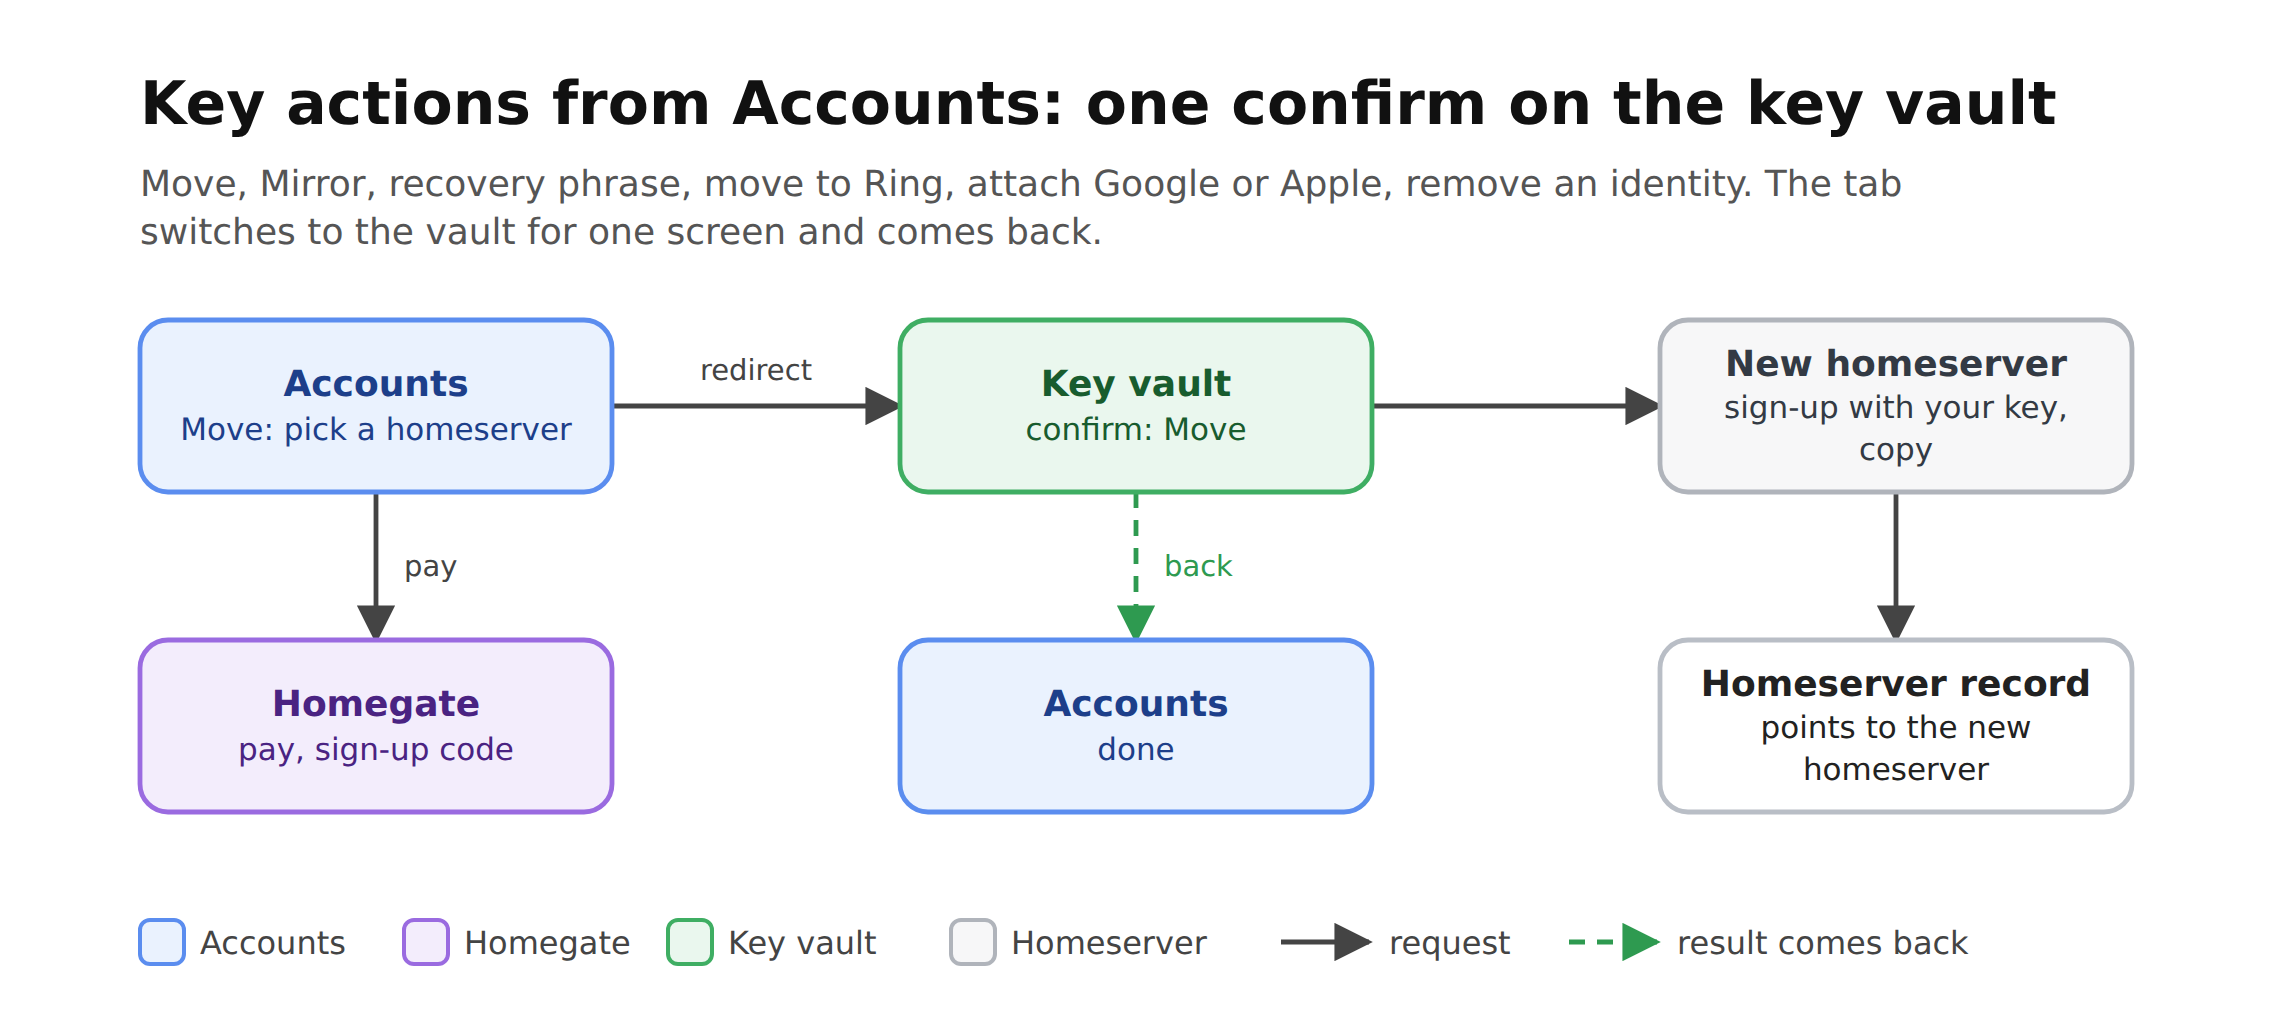 Key actions from Accounts: one confirm on the key vault
Move, Mirror, recovery phrase, move to Ring, attach Google or Apple, remove an identity. The tab
switches to the vault for one screen and comes back.
Accounts
Move: pick a homeserver
redirect
Key vault
confirm: Move
New homeserver
sign-up with your key,
copy
pay
back
Homegate
pay, sign-up code
Accounts
done
Homeserver record
points to the new
homeserver
Accounts
Homegate
Key vault
Homeserver
request
result comes back